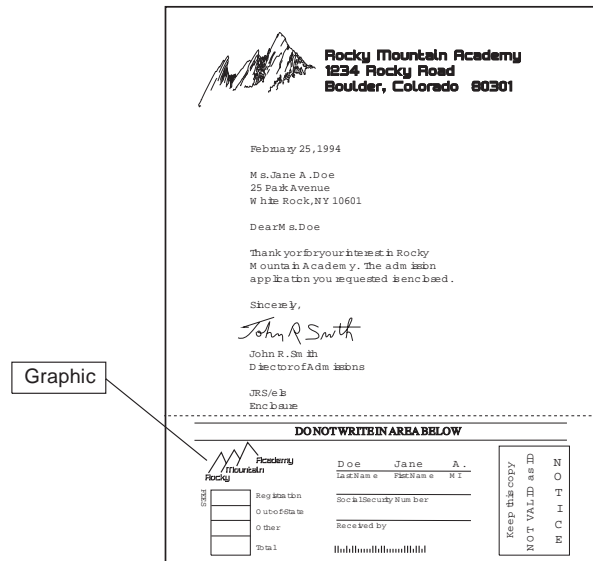 Rocky Mountain Academy
1234 Rocky Road
Boulder, Colorado 80301
February 25, 1994
Ms. Jane A. Doe
25 Park Avenue
White Rock, NY 10601
Dear Ms. Doe
Thank yor for your interest in Rocky
Mountain Academy. The admission
application you requested is enclosed.
Sincerely,
John R Smith
John R. Smith
Director of Admissions
JRS/els
Enclosure
Graphic
DO NOT WRITE IN AREA BELOW
Rocky Mountain Academy
FEES
Registration
Out of State
Other
Total
Doe Jane A.
Last Name First Name M I
Social Security Number
Received by
Keep this copy
NOT VALID as ID
NOTICE